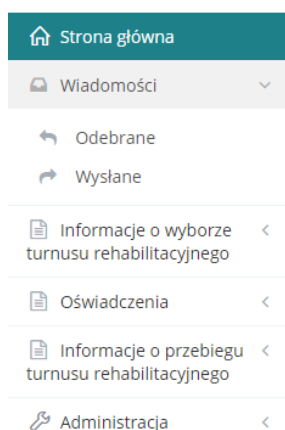 Strona główna
Wiadomości
Odebrane
Wysłane
Informacje o wyborze
turnusu rehabilitacyjnego
Oświadczenia
Informacje o przebiegu
turnusu rehabilitacyjnego
Administracja